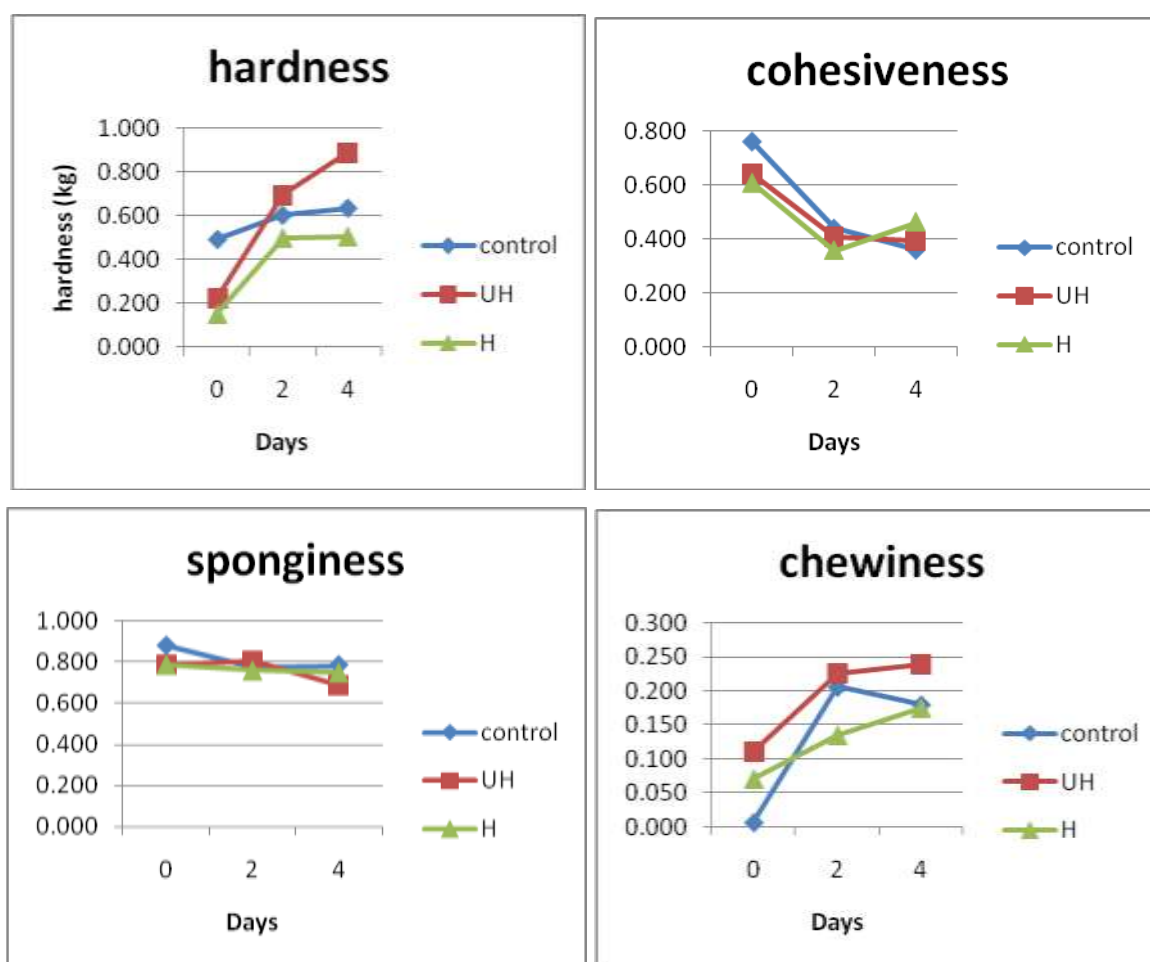 hardness
1.000
0.800
0.600
0.400
0.200
0.000
hardness (kg)
0 2 4
Days
control
UH
H
cohesiveness
0.800
0.600
0.400
0.200
0.000
0 2 4
Days
control
UH
H
sponginess
1.000
0.800
0.600
0.400
0.200
0.000
0 2 4
Days
control
UH
H
chewiness
0.300
0.250
0.200
0.150
0.100
0.050
0.000
0 2 4
Days
control
UH
H